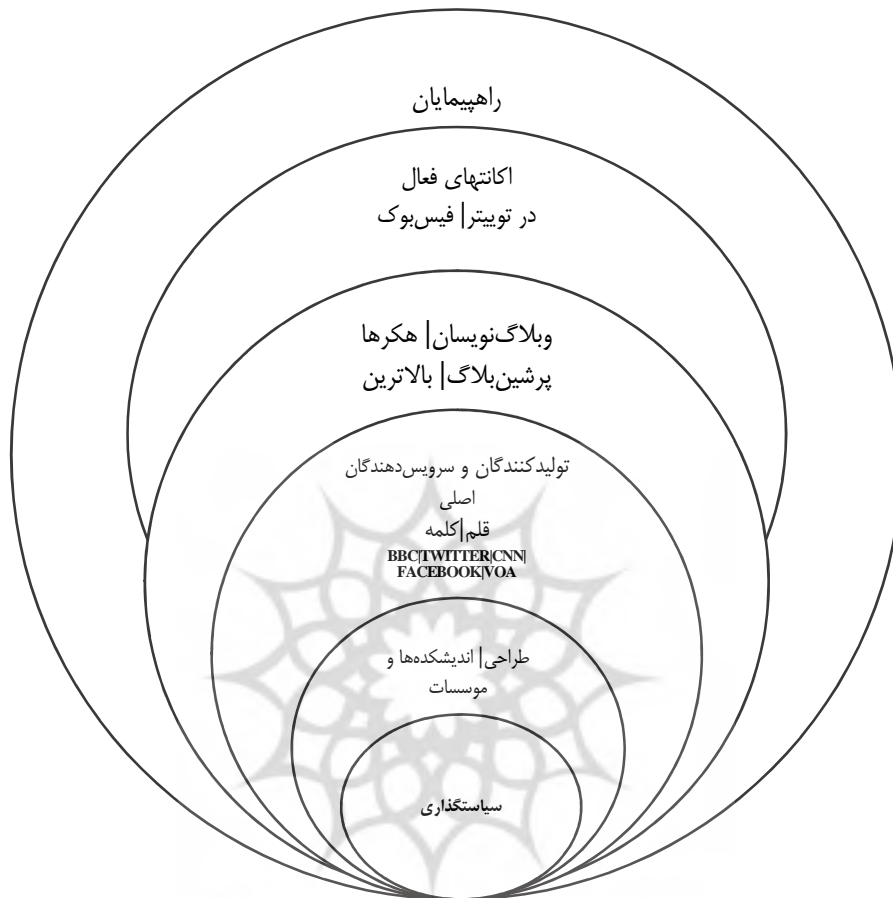 راهپیمایان
اکانتهای فعال
در توییتر| فیس‌بوک
وبلاگ‌نویسان| هکرها
پرشین‌بلاگ| بالاترین
تولیدکنندگان و سرویس‌دهندگان
اصلی
قلم|کلمه
BBC|TWITTER|CNN|
FACEBOOK|VOA
طراحی| اندیشکده‌ها و
موسسات
سیاستگذاری